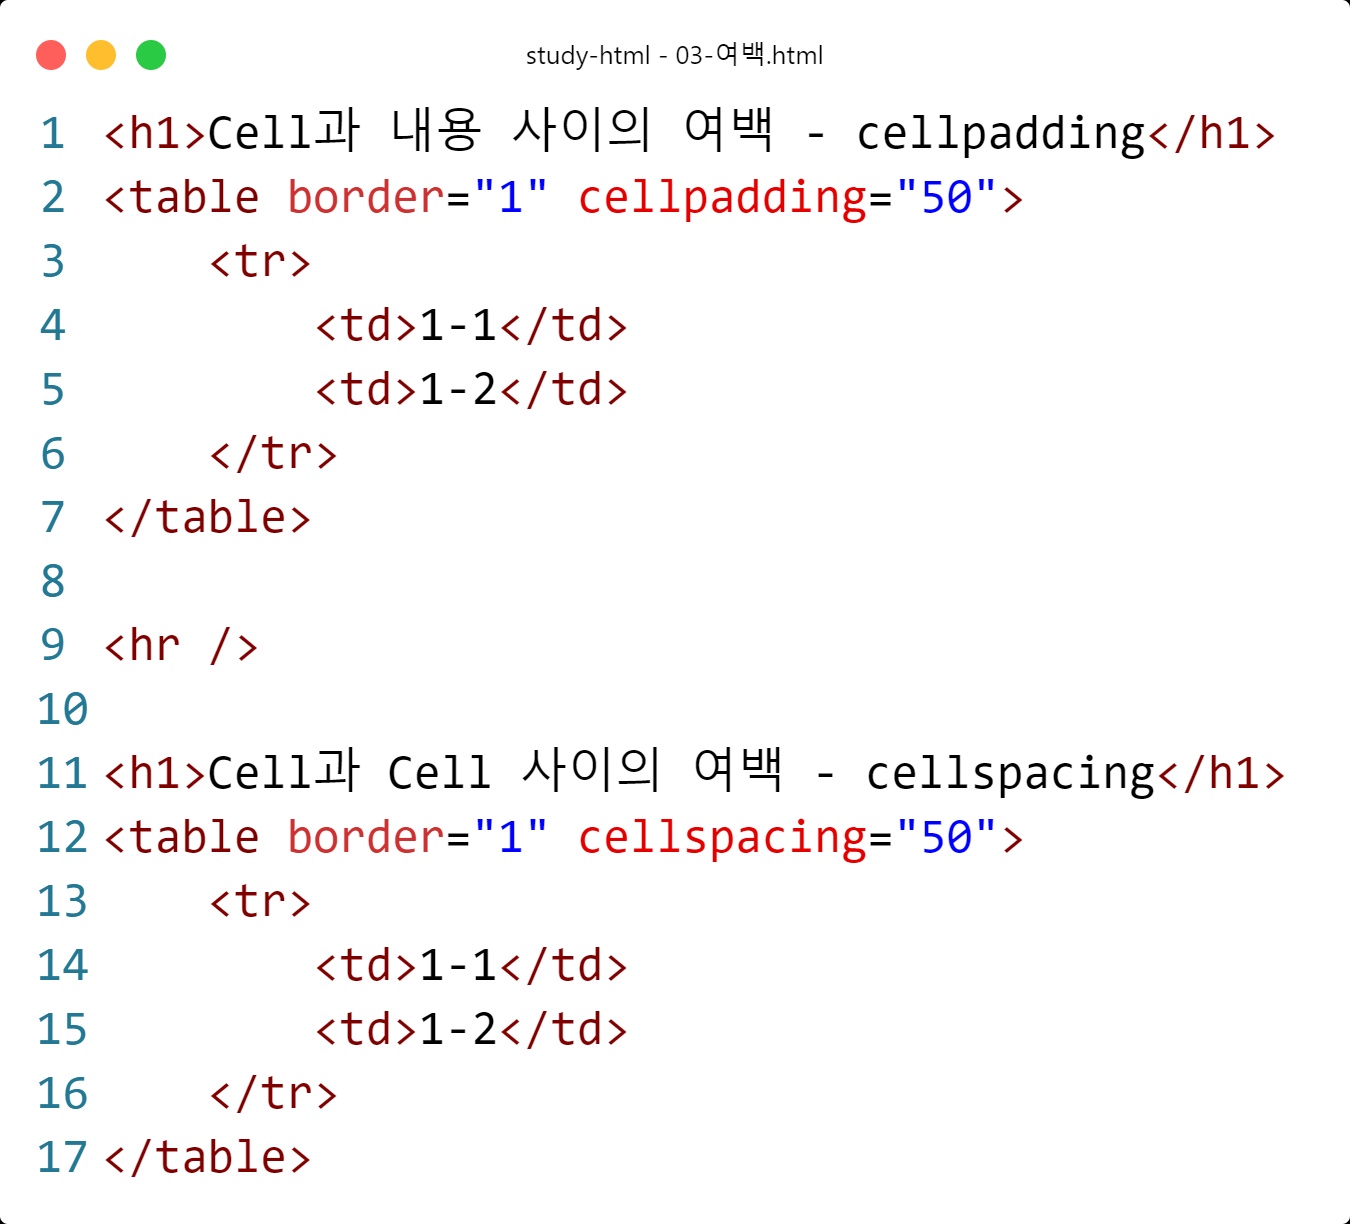 study-html - 03-여백.html
1 <h1>Cell과 내용 사이의 여백 - cellpadding</h1>
2 <table border="1" cellpadding="50">
3     <tr>
4         <td>1-1</td>
5         <td>1-2</td>
6     </tr>
7 </table>
8
9 <hr />
10
11 <h1>Cell과 Cell 사이의 여백 - cellspacing</h1>
12 <table border="1" cellspacing="50">
13     <tr>
14         <td>1-1</td>
15         <td>1-2</td>
16     </tr>
17 </table>